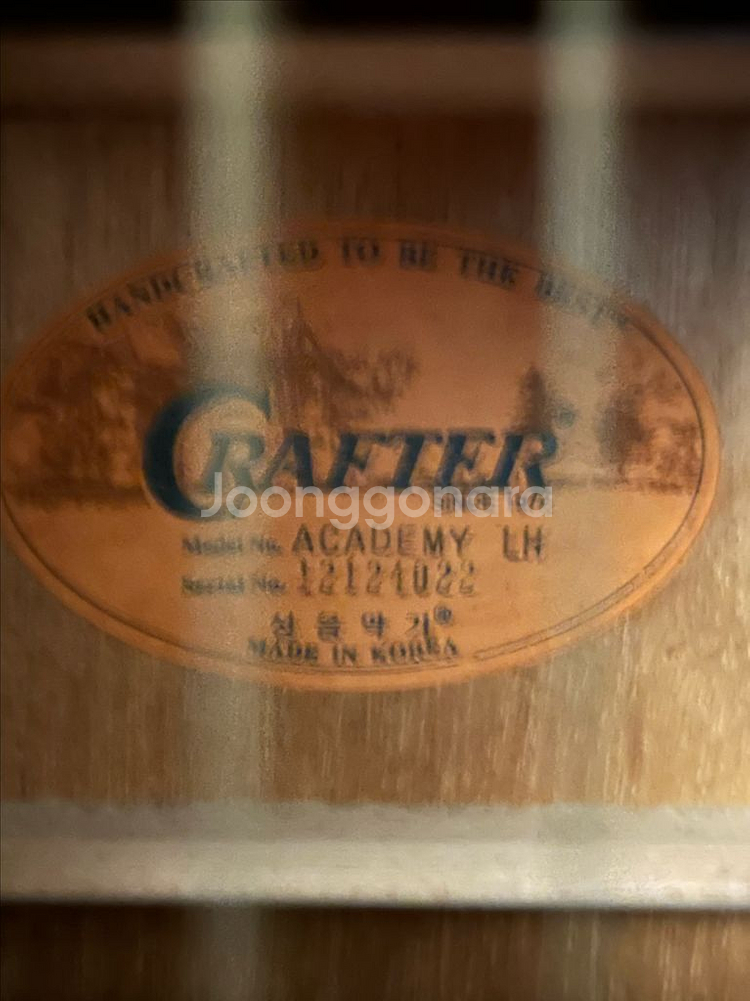 HANDCRAFTED TO BE THE BEST
CRAFTER®
Joonggonara
Model No. ACADEMY LH
Serial No. 12121022
성음악기®
MADE IN KOREA